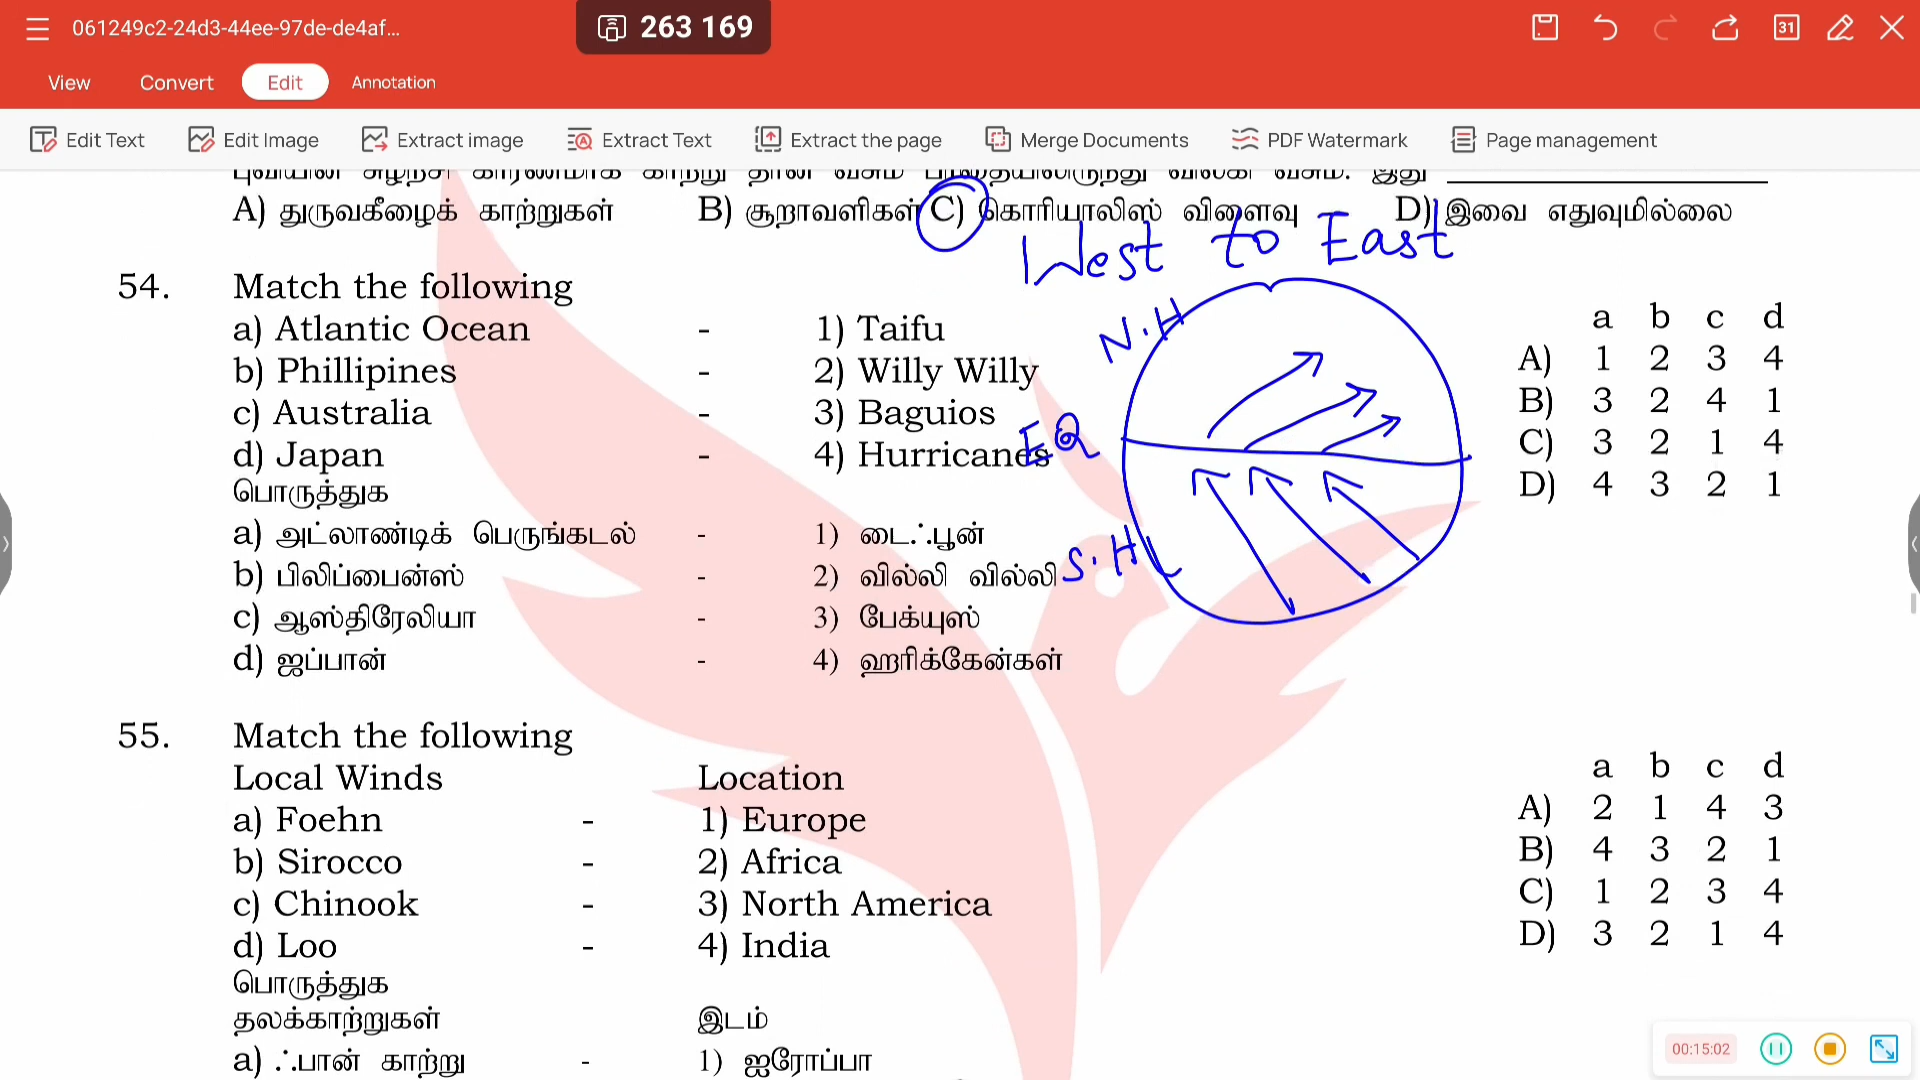 061249c2-24d3-44ee-97de-de4af...
263 169
31
View Convert Edit Annotation
Edit Text Edit Image Extract image Extract Text Extract the page Merge Documents PDF Watermark Page management
புவியின் சுழற்சி காரணமாக காற்று தான் வீசும் பாதையிலிருந்து விலகி வீசும். இது
A) துருவகீழைக் காற்றுகள் B) சூறாவளிகள் C) கொரியாலிஸ் விளைவு D) இவை எதுவுமில்லை
West to East
54. Match the following
a b c d
a) Atlantic Ocean - 1) Taifu
A) 1 2 3 4
b) Phillipines - 2) Willy Willy
B) 3 2 4 1
c) Australia - 3) Baguios
C) 3 2 1 4
d) Japan - 4) Hurricanes
D) 4 3 2 1
N.H
EQ
S.H
பொருத்துக
a) அட்லாண்டிக் பெருங்கடல் - 1) டைஃபூன்
b) பிலிப்பைன்ஸ் - 2) வில்லி வில்லி
c) ஆஸ்திரேலியா - 3) பேக்யுஸ்
d) ஜப்பான் - 4) ஹரிக்கேன்கள்
55. Match the following
Local Winds Location
a b c d
a) Foehn - 1) Europe
A) 2 1 4 3
b) Sirocco - 2) Africa
B) 4 3 2 1
c) Chinook - 3) North America
C) 1 2 3 4
d) Loo - 4) India
D) 3 2 1 4
பொருத்துக
தலக்காற்றுகள் இடம்
a) ஃபான் காற்று - 1) ஐரோப்பா
00:15:02